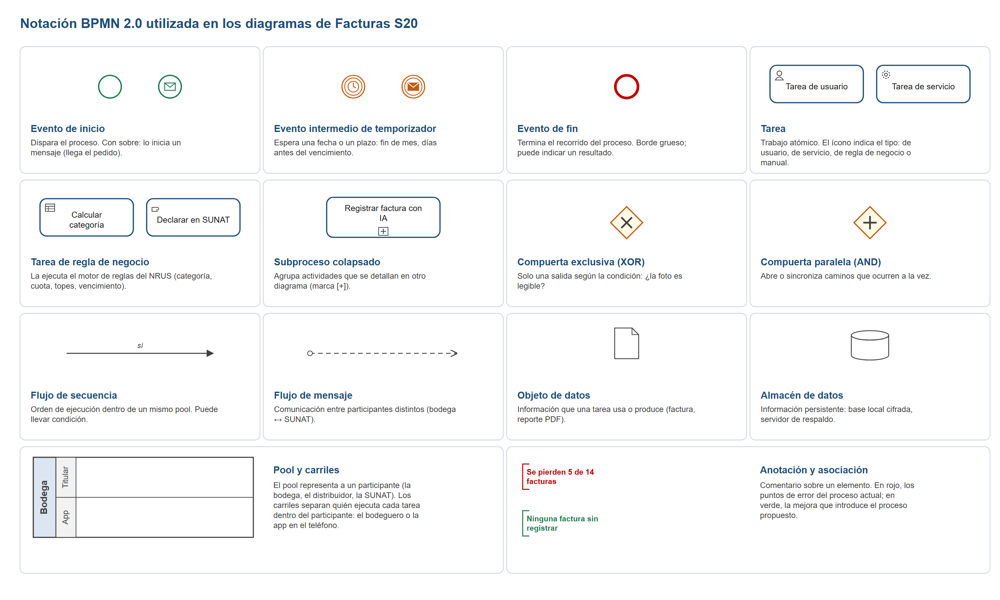 Notación BPMN 2.0 utilizada en los diagramas de Facturas S20
Evento de inicio
Dispara el proceso. Con sobre: lo inicia un
mensaje (llega el pedido).
Evento intermedio de temporizador
Espera una fecha o un plazo: fin de mes, días
antes del vencimiento.
Evento de fin
Termina el recorrido del proceso. Borde grueso;
puede indicar un resultado.
Tarea de usuario
Tarea de servicio
Tarea
Trabajo atómico. El ícono indica el tipo: de
usuario, de servicio, de regla de negocio o
manual.
Calcular
categoría
Declarar en SUNAT
Tarea de regla de negocio
La ejecuta el motor de reglas del NRUS (categoría,
cuota, topes, vencimiento).
Registrar factura con
IA
Subproceso colapsado
Agrupa actividades que se detallan en otro
diagrama (marca [+]).
Compuerta exclusiva (XOR)
Solo una salida según la condición: ¿la foto es
legible?
Compuerta paralela (AND)
Abre o sincroniza caminos que ocurren a la vez.
sí
Flujo de secuencia
Orden de ejecución dentro de un mismo pool. Puede
llevar condición.
Flujo de mensaje
Comunicación entre participantes distintos (bodega
↔ SUNAT).
Objeto de datos
Información que una tarea usa o produce (factura,
reporte PDF).
Almacén de datos
Información persistente: base local cifrada,
servidor de respaldo.
Bodega
Titular
App
Pool y carriles
El pool representa a un participante (la
bodega, el distribuidor, la SUNAT). Los
carriles separan quién ejecuta cada tarea
dentro del participante: el bodeguero o la
app en el teléfono.
Se pierden 5 de 14
facturas
Ninguna factura sin
registrar
Anotación y asociación
Comentario sobre un elemento. En rojo, los
puntos de error del proceso actual; en
verde, la mejora que introduce el proceso
propuesto.